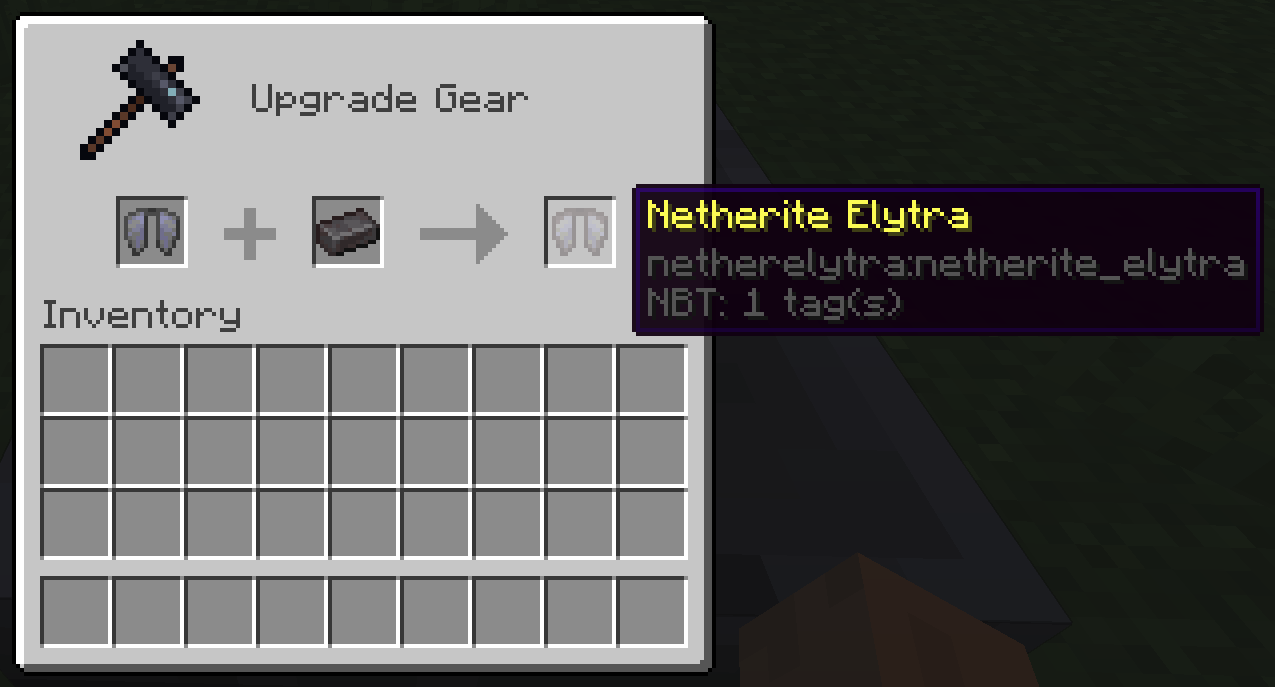 Upgrade Gear
Netherite Elytra
netherelytra:netherite_elytra
NBT: 1 tag(s)
Inventory